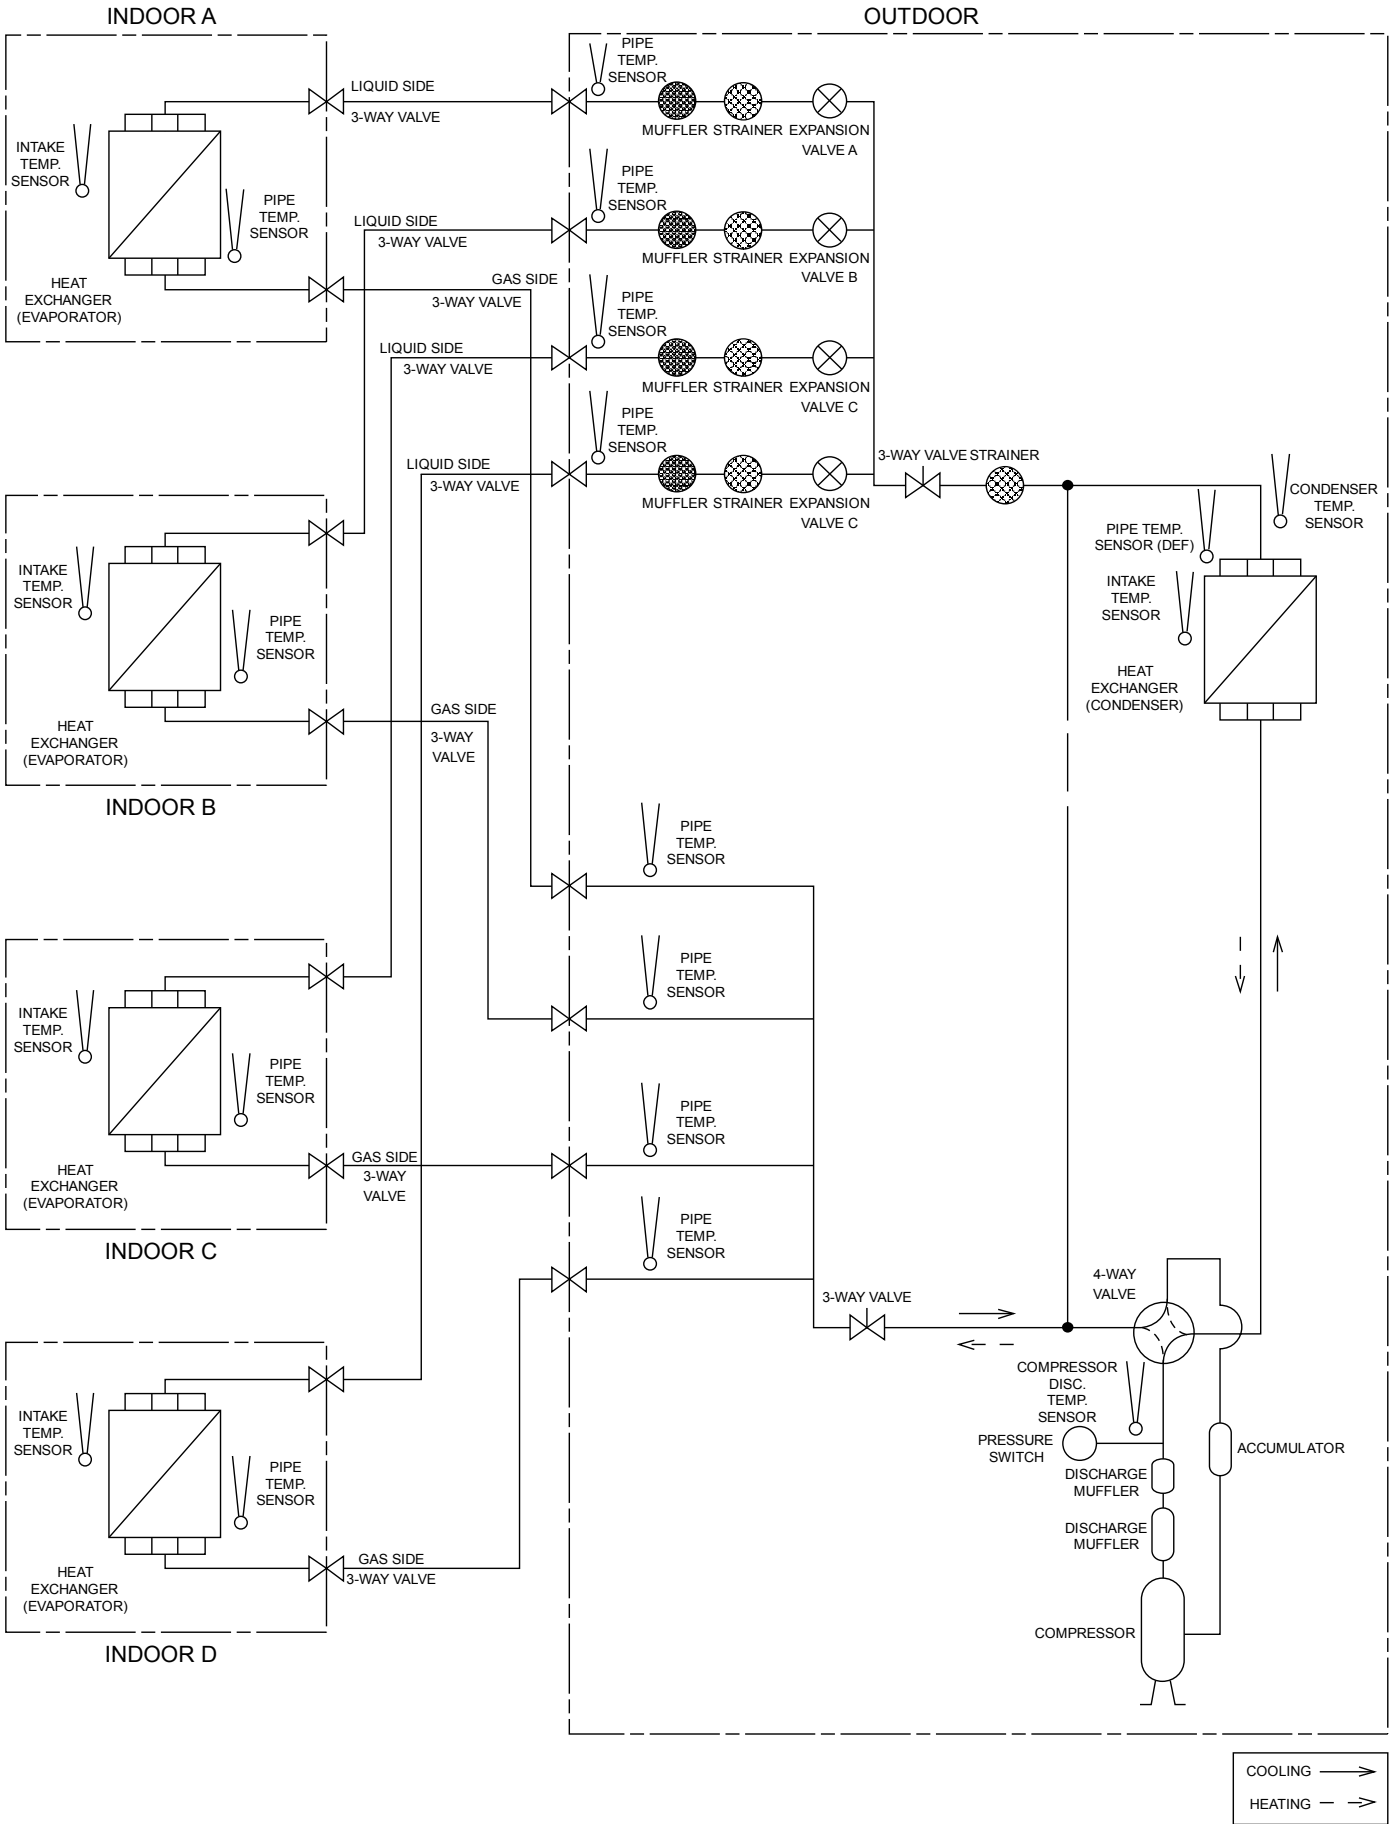 INDOOR A
OUTDOOR
PIPE
TEMP.
SENSOR
LIQUID SIDE
3-WAY VALVE
MUFFLER STRAINER EXPANSION
VALVE A
INTAKE
TEMP.
SENSOR
PIPE
TEMP.
SENSOR
HEAT
EXCHANGER
(EVAPORATOR)
PIPE
TEMP.
SENSOR
LIQUID SIDE
3-WAY VALVE
MUFFLER STRAINER EXPANSION
VALVE B
GAS SIDE
3-WAY VALVE
PIPE
TEMP.
SENSOR
LIQUID SIDE
3-WAY VALVE
MUFFLER STRAINER EXPANSION
VALVE C
PIPE
TEMP.
SENSOR
LIQUID SIDE
3-WAY VALVE
MUFFLER STRAINER EXPANSION
VALVE C
3-WAY VALVE STRAINER
CONDENSER
TEMP.
SENSOR
PIPE TEMP.
SENSOR (DEF)
INTAKE
TEMP.
SENSOR
HEAT
EXCHANGER
(CONDENSER)
INTAKE
TEMP.
SENSOR
PIPE
TEMP.
SENSOR
HEAT
EXCHANGER
(EVAPORATOR)
INDOOR B
GAS SIDE
3-WAY
VALVE
PIPE
TEMP.
SENSOR
PIPE
TEMP.
SENSOR
INTAKE
TEMP.
SENSOR
PIPE
TEMP.
SENSOR
HEAT
EXCHANGER
(EVAPORATOR)
INDOOR C
GAS SIDE
3-WAY
VALVE
PIPE
TEMP.
SENSOR
PIPE
TEMP.
SENSOR
3-WAY VALVE
4-WAY
VALVE
COMPRESSOR
DISC.
TEMP.
SENSOR
PRESSURE
SWITCH
ACCUMULATOR
DISCHARGE
MUFFLER
DISCHARGE
MUFFLER
COMPRESSOR
INTAKE
TEMP.
SENSOR
PIPE
TEMP.
SENSOR
HEAT
EXCHANGER
(EVAPORATOR)
GAS SIDE
3-WAY VALVE
INDOOR D
COOLING
HEATING